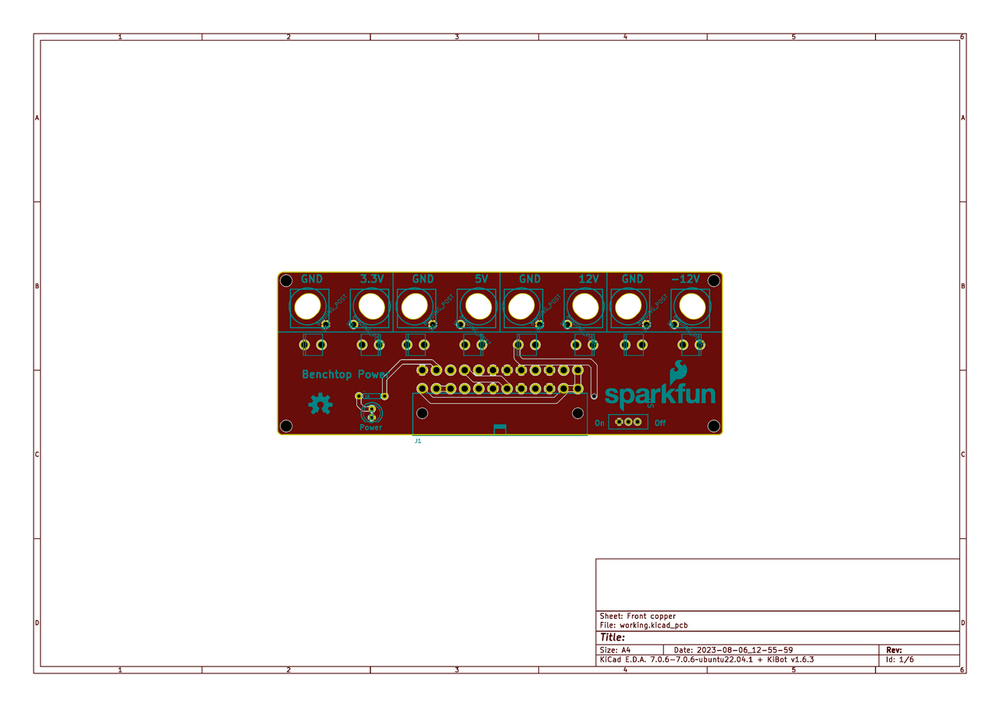 1 2 3 4 5 6
A A
GND 3.3V GND 5V GND 12V GND -12V
B B
Benchtop Power
sparkfun
On Off
Power
J1
C C
Sheet: Front copper
File: working.kicad_pcb
D D
Title:
Size: A4 Date: 2023-08-06_12-55-59 Rev:
KiCad E.D.A. 7.0.6-7.0.6-ubuntu22.04.1 + KiBot v1.6.3 Id: 1/6
1 2 3 4 5 6